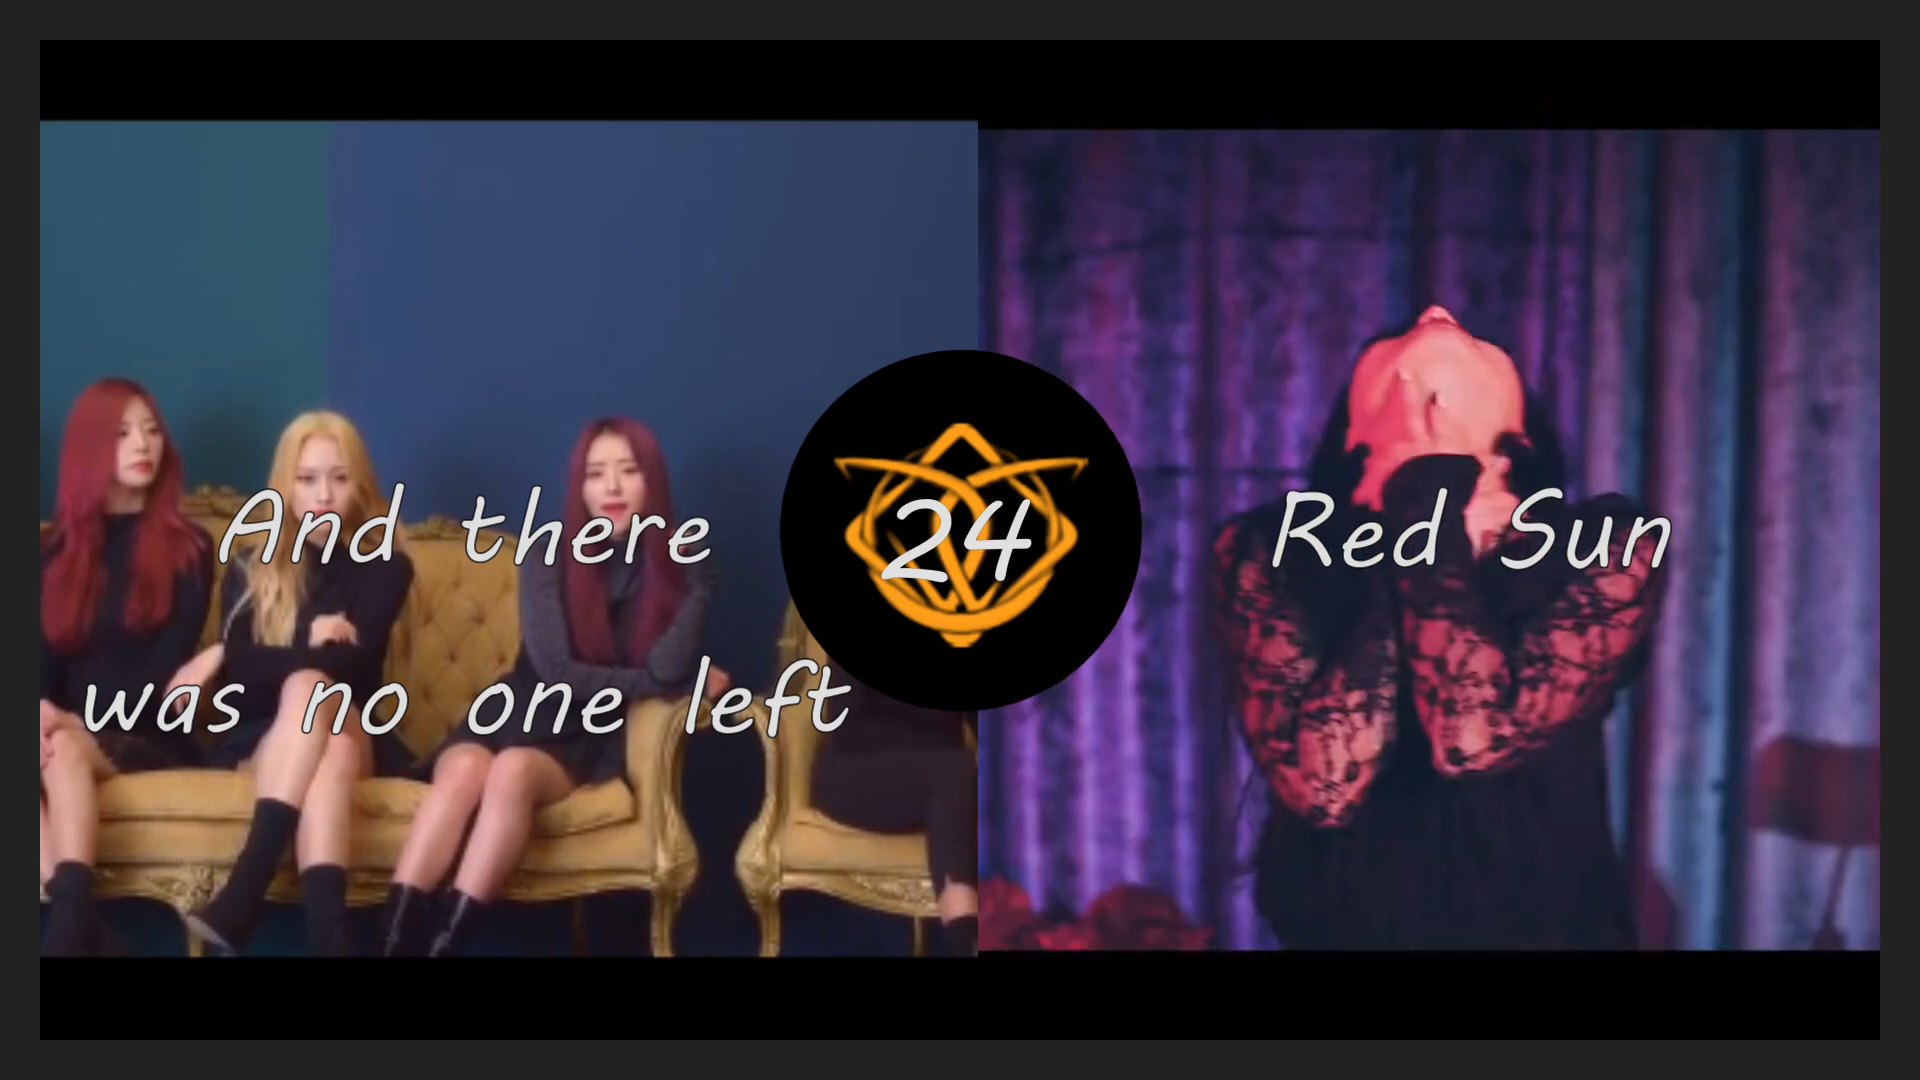 And there
was no one left
24
Red Sun